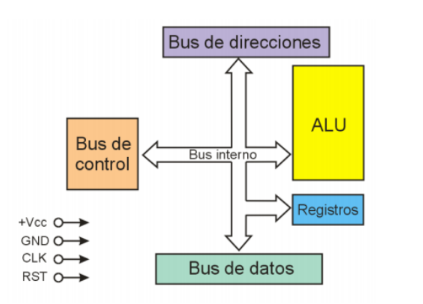 Bus de direcciones
ALU
Bus de
control
Bus interno
Registros
+Vcc
GND
CLK
RST
Bus de datos